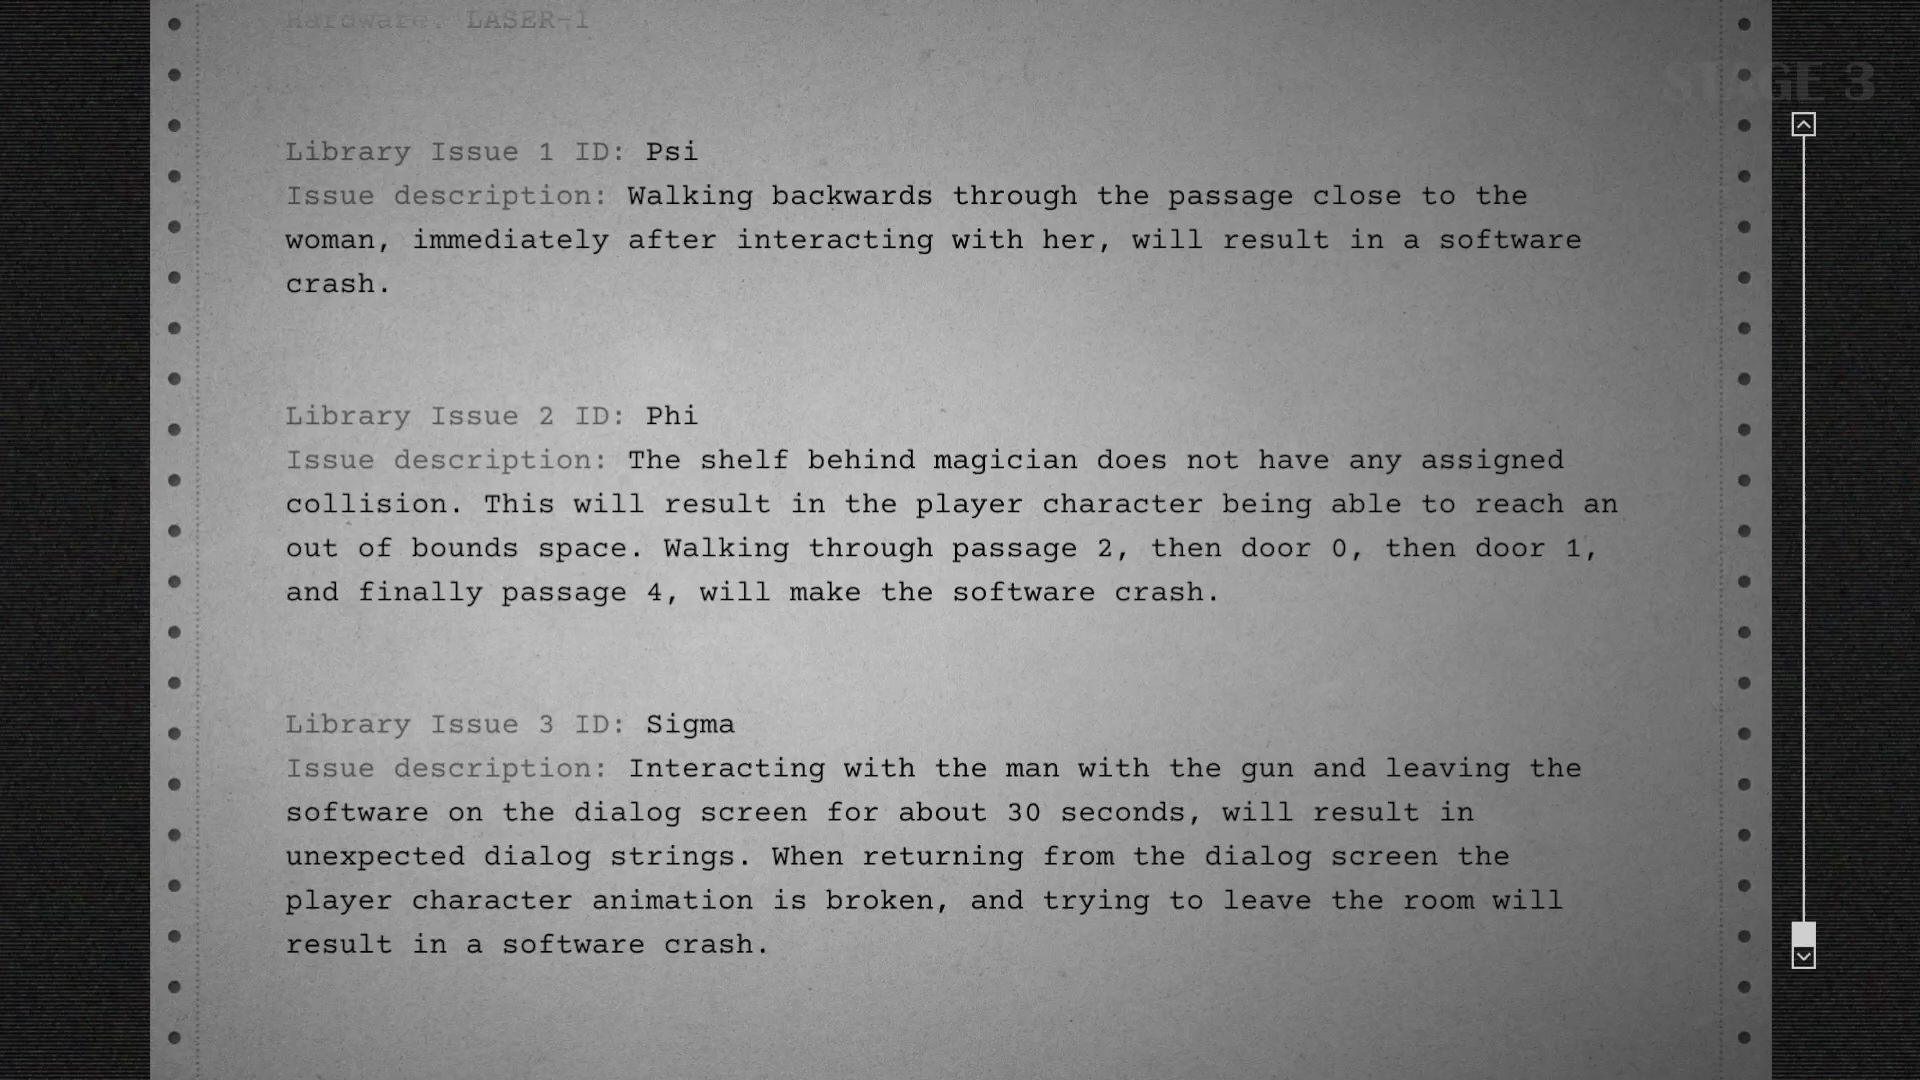 Hardware: LASER-1
STAGE 3
Library Issue 1 ID: Psi
Issue description: Walking backwards through the passage close to the
woman, immediately after interacting with her, will result in a software
crash.
Library Issue 2 ID: Phi
Issue description: The shelf behind magician does not have any assigned
collision. This will result in the player character being able to reach an
out of bounds space. Walking through passage 2, then door 0, then door 1,
and finally passage 4, will make the software crash.
Library Issue 3 ID: Sigma
Issue description: Interacting with the man with the gun and leaving the
software on the dialog screen for about 30 seconds, will result in
unexpected dialog strings. When returning from the dialog screen the
player character animation is broken, and trying to leave the room will
result in a software crash.